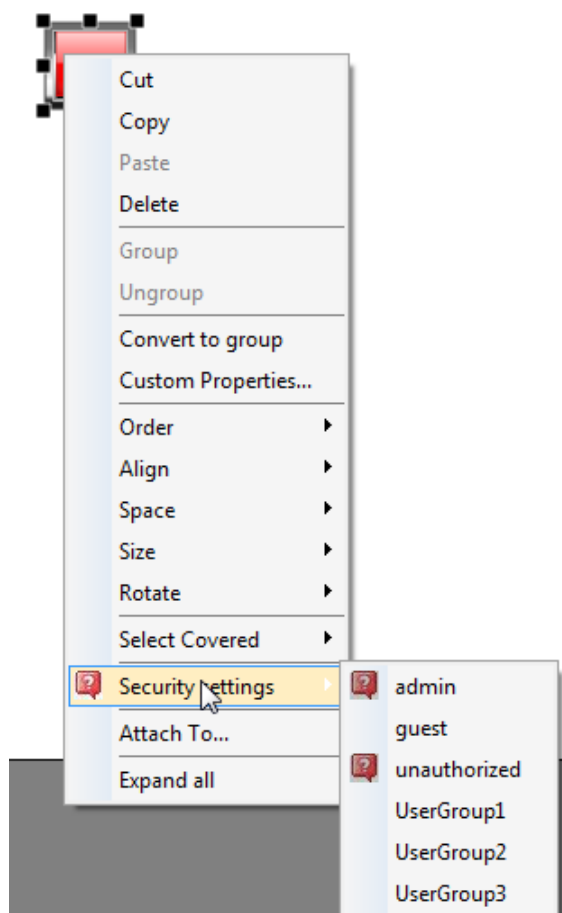 Cut
Copy
Paste
Delete
Group
Ungroup
Convert to group
Custom Properties...
Order
Align
Space
Size
Rotate
Select Covered
Security settings
Attach To...
Expand all
admin
guest
unauthorized
UserGroup1
UserGroup2
UserGroup3